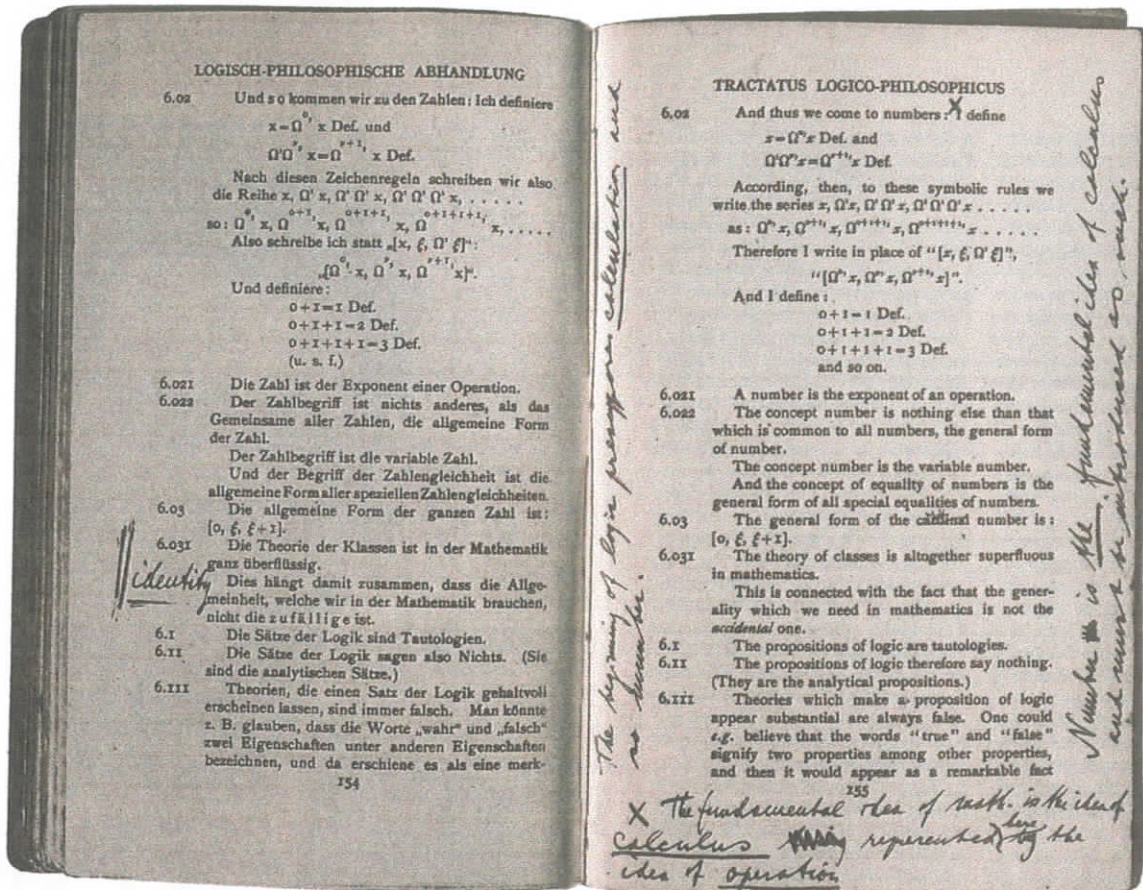 LOGISCH-PHILOSOPHISCHE ABHANDLUNG
6.02 Und so kommen wir zu den Zahlen: Ich definiere
x=Ω⁰’ x Def. und
Ω’Ωᵛ’ x=Ωᵛ⁺¹’ x Def.
Nach diesen Zeichenregeln schreiben wir also
die Reihe x, Ω’ x, Ω’ Ω’ x, Ω’ Ω’ Ω’ x, . . . . .
so: Ω⁰’ x, Ω⁰⁺¹’ x, Ω⁰⁺¹⁺¹’ x, Ω⁰⁺¹⁺¹⁺¹’ x, . . . . .
Also schreibe ich statt „[x, ξ, Ω’ ξ]“:
„[Ω⁰’ x, Ωᵛ’ x, Ωᵛ⁺¹’ x]“.
Und definiere:
0+1=1 Def.
0+1+1=2 Def.
0+1+1+1=3 Def.
(u. s. f.)
6.021 Die Zahl ist der Exponent einer Operation.
6.022 Der Zahlbegriff ist nichts anderes, als das
Gemeinsame aller Zahlen, die allgemeine Form
der Zahl.
Der Zahlbegriff ist die variable Zahl.
Und der Begriff der Zahlengleichheit ist die
allgemeine Form aller speziellen Zahlengleichheiten.
6.03 Die allgemeine Form der ganzen Zahl ist:
[0, ξ, ξ+1].
6.031 Die Theorie der Klassen ist in der Mathematik
ganz überflüssig.
identity
Dies hängt damit zusammen, dass die Allge-
meinheit, welche wir in der Mathematik brauchen,
nicht die zufällige ist.
6.1 Die Sätze der Logik sind Tautologien.
6.11 Die Sätze der Logik sagen also Nichts. (Sie
sind die analytischen Sätze.)
6.111 Theorien, die einen Satz der Logik gehaltvoll
erscheinen lassen, sind immer falsch. Man könnte
z. B. glauben, dass die Worte „wahr“ und „falsch“
zwei Eigenschaften unter anderen Eigenschaften
bezeichnen, und da erschiene es als eine merk-
154
The beginning of logic presupposes calculation and
so number.
TRACTATUS LOGICO-PHILOSOPHICUS
6.02 And thus we come to numbers: X I define
x=Ω⁰’x Def. and
Ω’Ωᵛ’x=Ωᵛ⁺¹’x Def.
According, then, to these symbolic rules we
write the series x, Ω’x, Ω’ Ω’x, Ω’ Ω’ Ω’x . . . . .
as: Ω⁰’ x, Ω⁰⁺¹’ x, Ω⁰⁺¹⁺¹’ x, Ω⁰⁺¹⁺¹⁺¹’ x . . . . .
Therefore I write in place of “[x, ξ, Ω’ ξ]”,
“[Ω⁰’ x, Ωᵛ’ x, Ωᵛ⁺¹’ x]”.
And I define:
0+1=1 Def.
0+1+1=2 Def.
0+1+1+1=3 Def.
and so on.
6.021 A number is the exponent of an operation.
6.022 The concept number is nothing else than that
which is common to all numbers, the general form
of number.
The concept number is the variable number.
And the concept of equality of numbers is the
general form of all special equalities of numbers.
6.03 The general form of the cardinal number is:
[0, ξ, ξ+1].
6.031 The theory of classes is altogether superfluous
in mathematics.
This is connected with the fact that the gener-
ality which we need in mathematics is not the
accidental one.
6.1 The propositions of logic are tautologies.
6.11 The propositions of logic therefore say nothing.
(They are the analytical propositions.)
6.111 Theories which make a proposition of logic
appear substantial are always false. One could
e.g. believe that the words “true” and “false”
signify two properties among other properties,
and then it would appear as a remarkable fact
155
Number is the fundamental idea of calculus
and must be introduced as such.
X The fundamental idea of math. is the idea of
calculus represented here by the
idea of operation